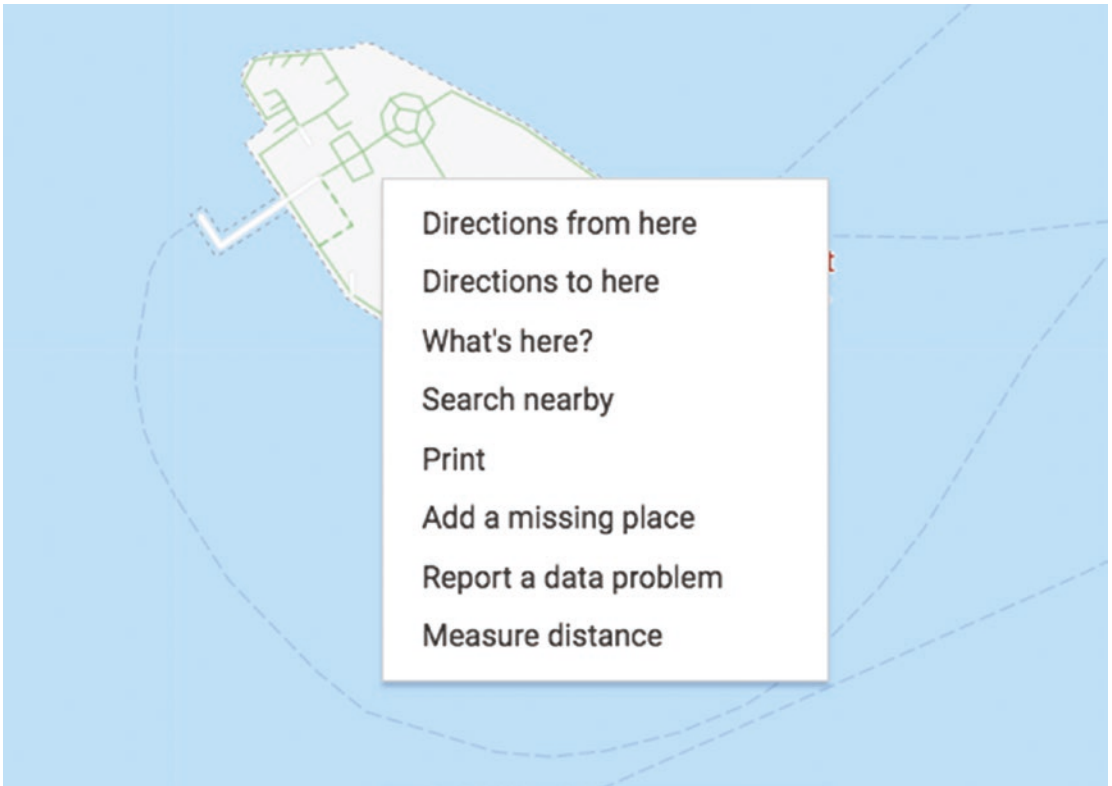 Directions from here
Directions to here
What's here?
Search nearby
Print
Add a missing place
Report a data problem
Measure distance